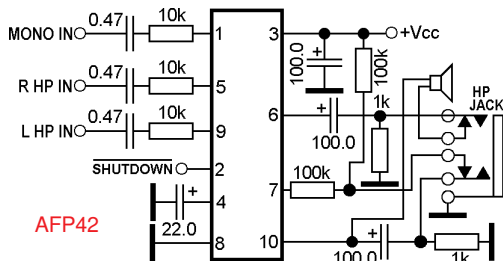 MONO IN 0.47 10k 1 3 +Vcc
100.0 + 100k
R HP IN 0.47 10k 5 6 + 100.0 1k HP JACK
L HP IN 0.47 10k 9
SHUTDOWN 2
100k 7
4 + 22.0
AFP42
8 10 100.0 + 1k